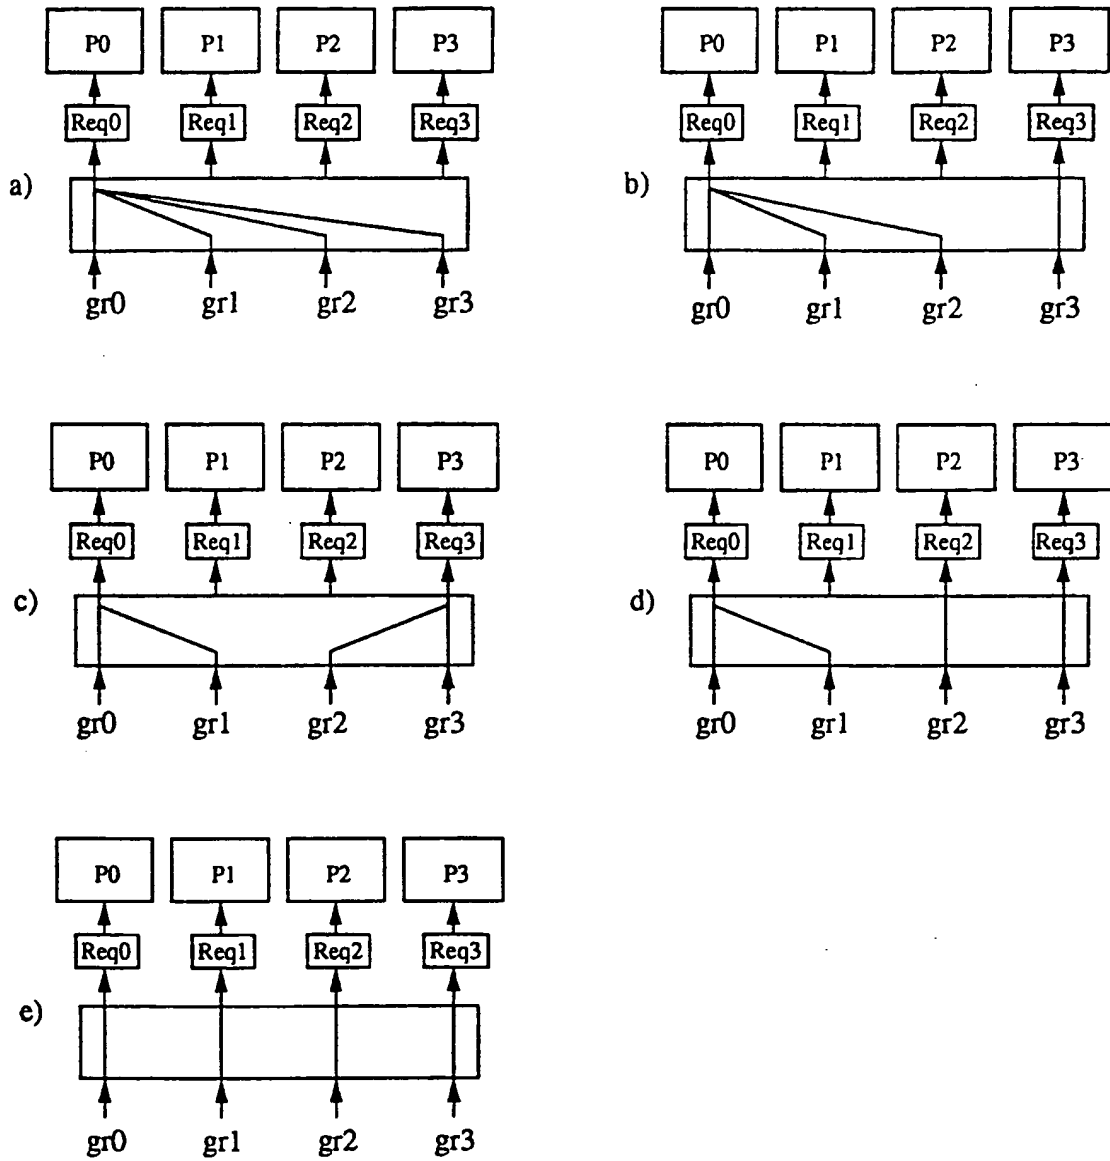 P0 P1 P2 P3
Req0 Req1 Req2 Req3
a)
gr0 gr1 gr2 gr3
P0 P1 P2 P3
Req0 Req1 Req2 Req3
b)
gr0 gr1 gr2 gr3
P0 P1 P2 P3
Req0 Req1 Req2 Req3
c)
gr0 gr1 gr2 gr3
P0 P1 P2 P3
Req0 Req1 Req2 Req3
d)
gr0 gr1 gr2 gr3
P0 P1 P2 P3
Req0 Req1 Req2 Req3
e)
gr0 gr1 gr2 gr3